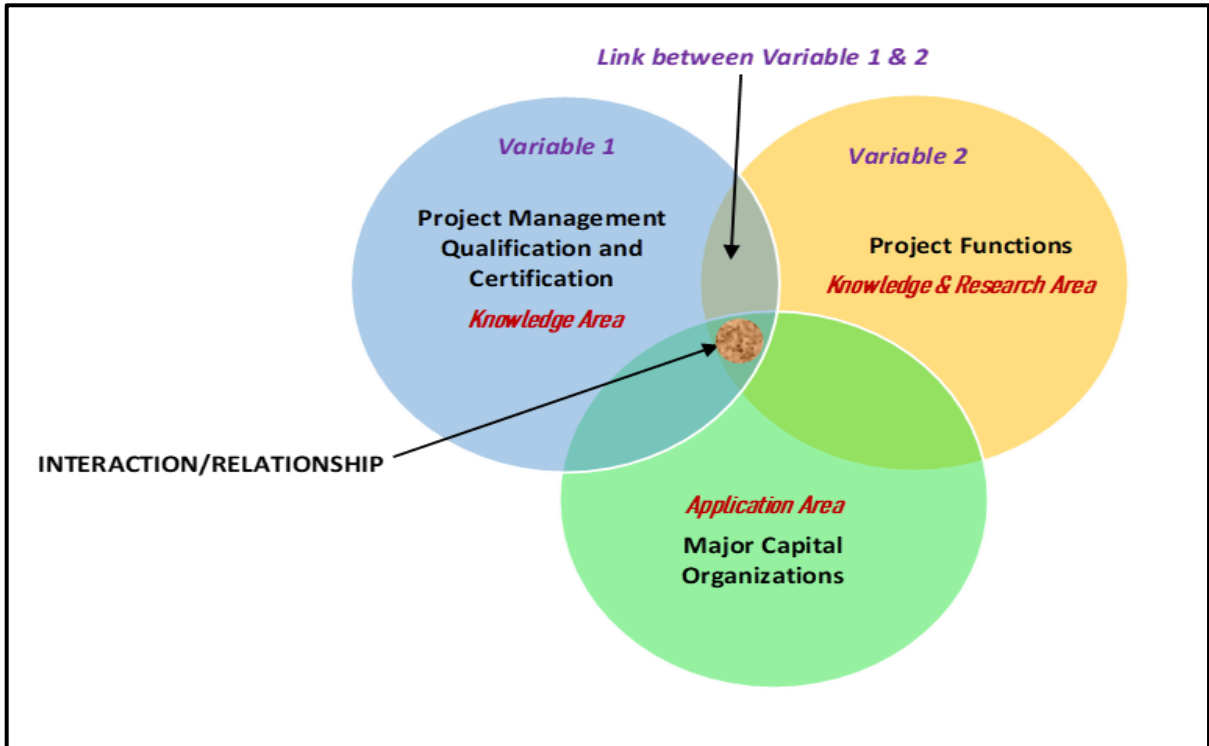 Link between Variable 1 & 2
Variable 1
Project Management
Qualification and
Certification
Knowledge Area
Variable 2
Project Functions
Knowledge & Research Area
INTERACTION/RELATIONSHIP
Application Area
Major Capital
Organizations